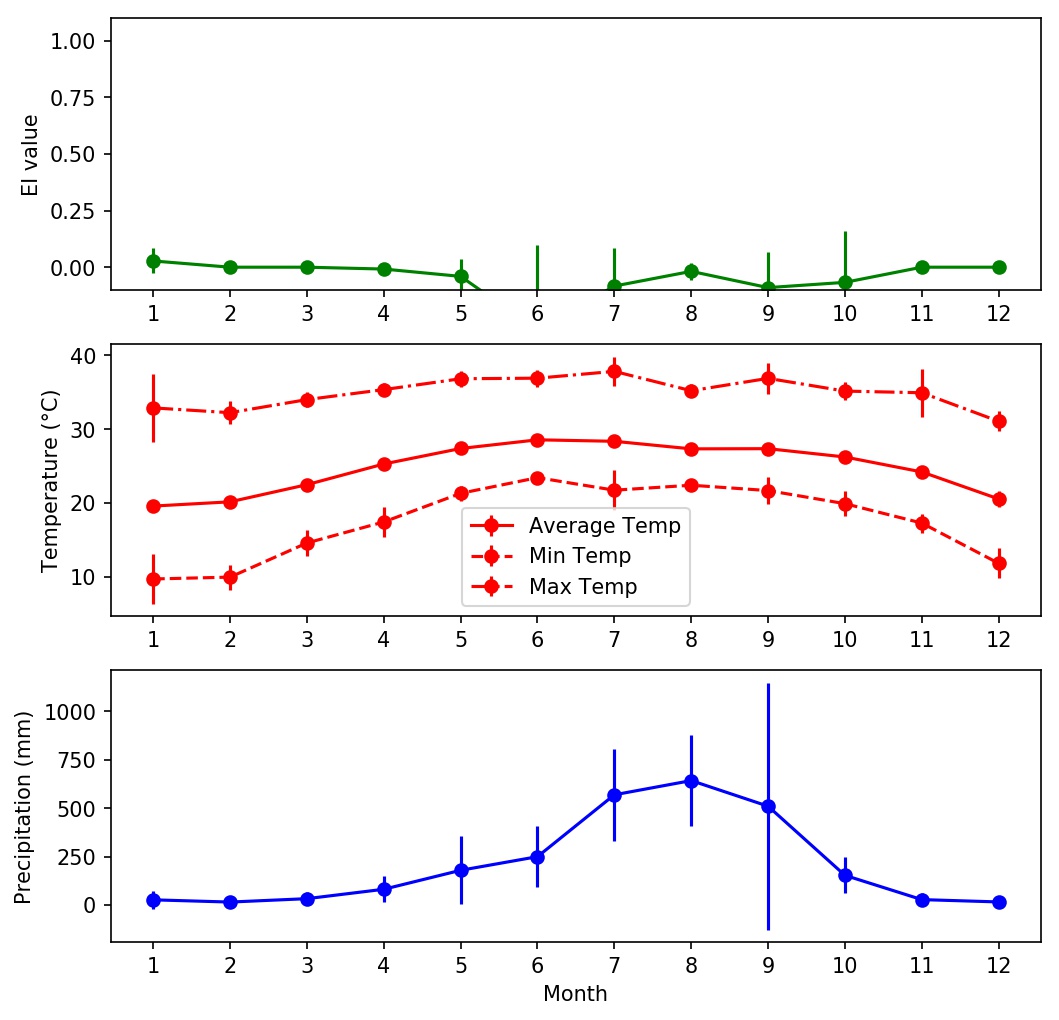 EI value
1.00
0.75
0.50
0.25
0.00
1 2 3 4 5 6 7 8 9 10 11 12
Temperature (°C)
40
30
20
10
Average Temp
Min Temp
Max Temp
1 2 3 4 5 6 7 8 9 10 11 12
Precipitation (mm)
1000
750
500
250
0
1 2 3 4 5 6 7 8 9 10 11 12
Month